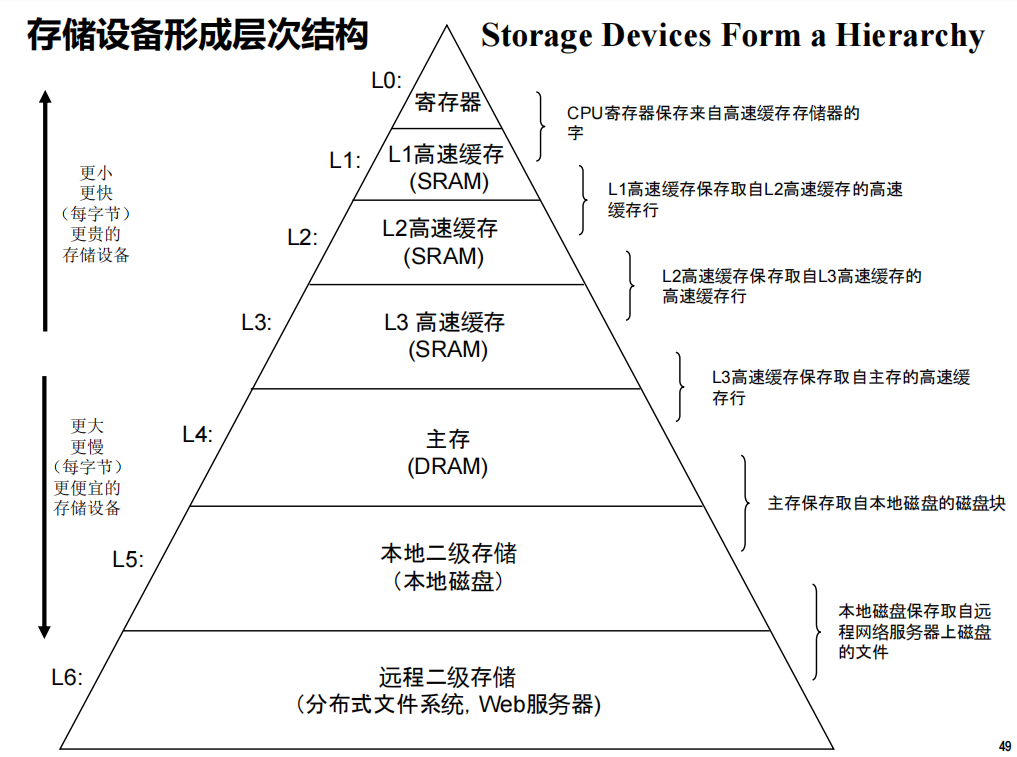 存储设备形成层次结构
Storage Devices Form a Hierarchy
L0:
寄存器
CPU寄存器保存来自高速缓存存储器的
字
L1:
L1高速缓存
(SRAM)
L1高速缓存保存取自L2高速缓存的高速
缓存行
更小
更快
（每字节）
更贵的
存储设备
L2:
L2高速缓存
(SRAM)
L2高速缓存保存取自L3高速缓存的
高速缓存行
L3:
L3 高速缓存
(SRAM)
L3高速缓存保存取自主存的高速缓
存行
更大
更慢
（每字节）
更便宜的
存储设备
L4:
主存
(DRAM)
主存保存取自本地磁盘的磁盘块
L5:
本地二级存储
（本地磁盘）
本地磁盘保存取自远
程网络服务器上磁盘
的文件
L6:
远程二级存储
（分布式文件系统, Web服务器)
49